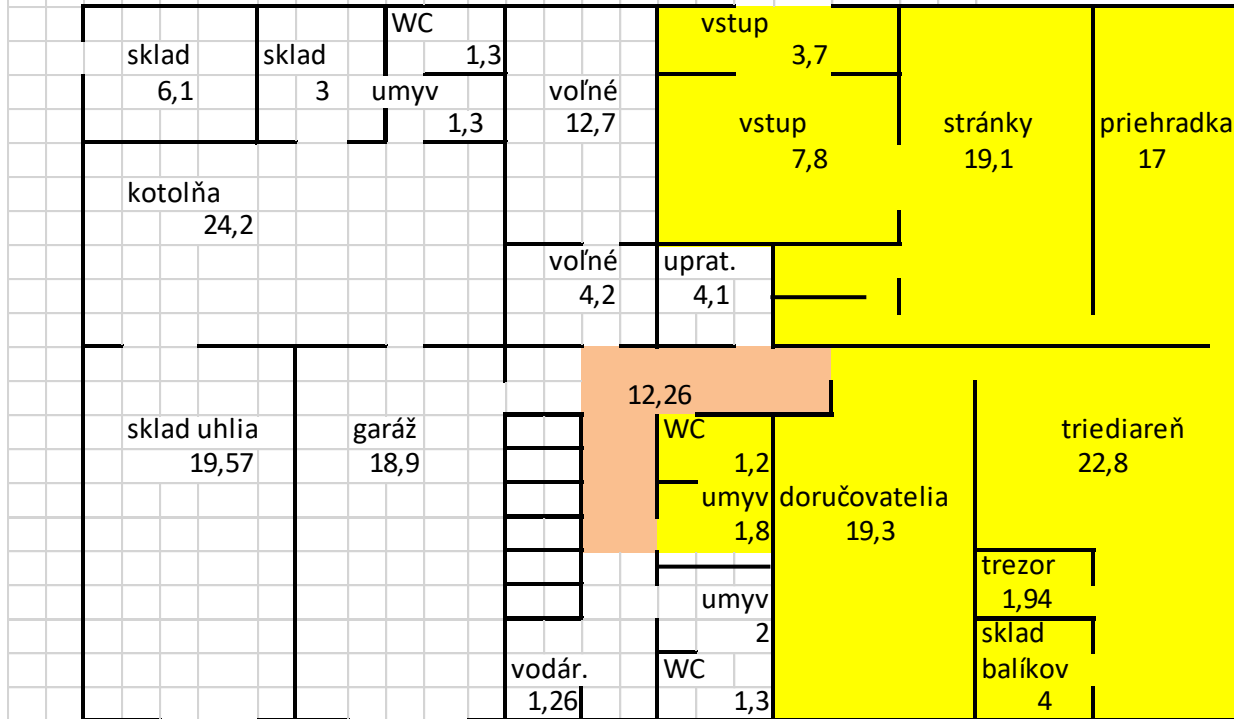 WC
vstup
sklad
sklad
1,3
3,7
6,1
3
umyv
voľné
1,3
12,7
vstup
stránky
priehradka
7,8
19,1
17
kotolňa
24,2
voľné
uprat.
4,2
4,1
12,26
sklad uhlia
garáž
WC
triediareň
19,57
18,9
1,2
22,8
umyv
doručovatelia
1,8
19,3
trezor
umyv
1,94
2
sklad
vodár.
WC
balíkov
1,26
1,3
4